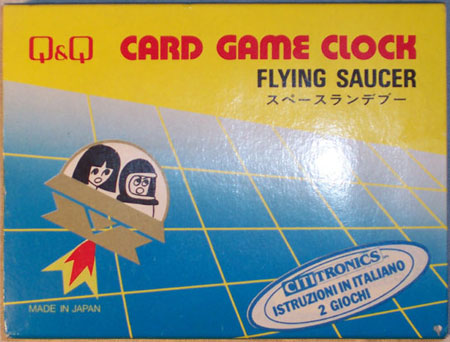 Q&Q CARD GAME CLOCK
FLYING SAUCER
スペースランデブー
CITITRONICS
ISTRUZIONI IN ITALIANO
2 GIOCHI
MADE IN JAPAN